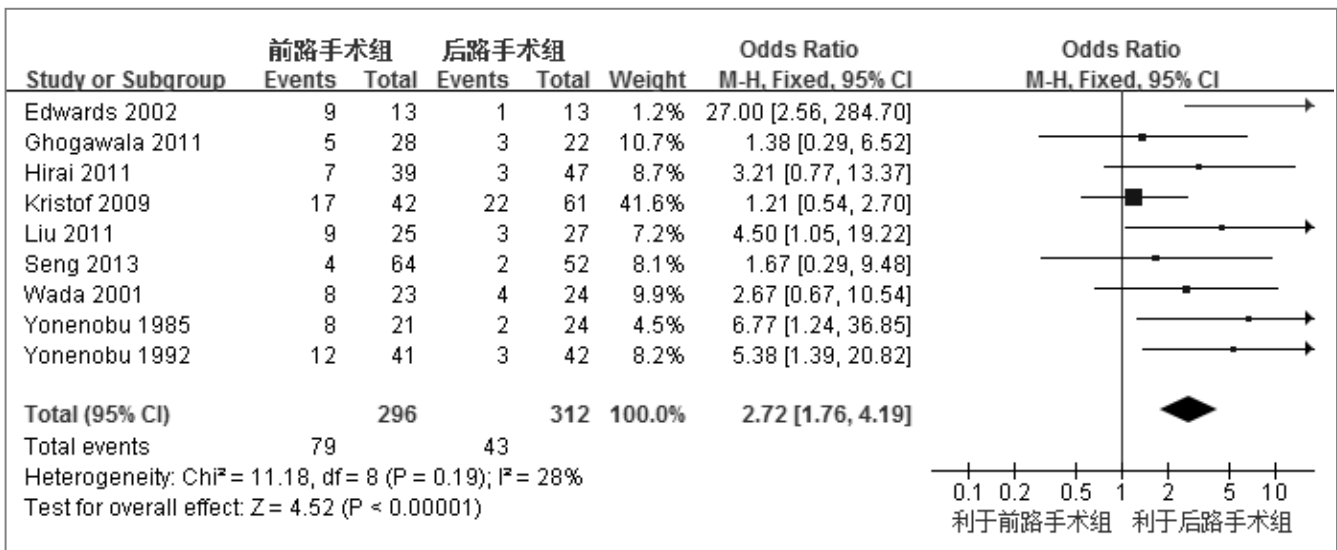 前路手术组 后路手术组 Odds Ratio Odds Ratio
Study or Subgroup Events Total Events Total Weight M-H, Fixed, 95% CI M-H, Fixed, 95% CI
Edwards 2002 9 13 1 13 1.2% 27.00 [2.56, 284.70]
Ghogawala 2011 5 28 3 22 10.7% 1.38 [0.29, 6.52]
Hirai 2011 7 39 3 47 8.7% 3.21 [0.77, 13.37]
Kristof 2009 17 42 22 61 41.6% 1.21 [0.54, 2.70]
Liu 2011 9 25 3 27 7.2% 4.50 [1.05, 19.22]
Seng 2013 4 64 2 52 8.1% 1.67 [0.29, 9.48]
Wada 2001 8 23 4 24 9.9% 2.67 [0.67, 10.54]
Yonenobu 1985 8 21 2 24 4.5% 6.77 [1.24, 36.85]
Yonenobu 1992 12 41 3 42 8.2% 5.38 [1.39, 20.82]
Total (95% CI) 296 312 100.0% 2.72 [1.76, 4.19]
Total events 79 43
Heterogeneity: Chi² = 11.18, df = 8 (P = 0.19); I² = 28%
Test for overall effect: Z = 4.52 (P < 0.00001)
0.1 0.2 0.5 1 2 5 10
利于前路手术组 利于后路手术组